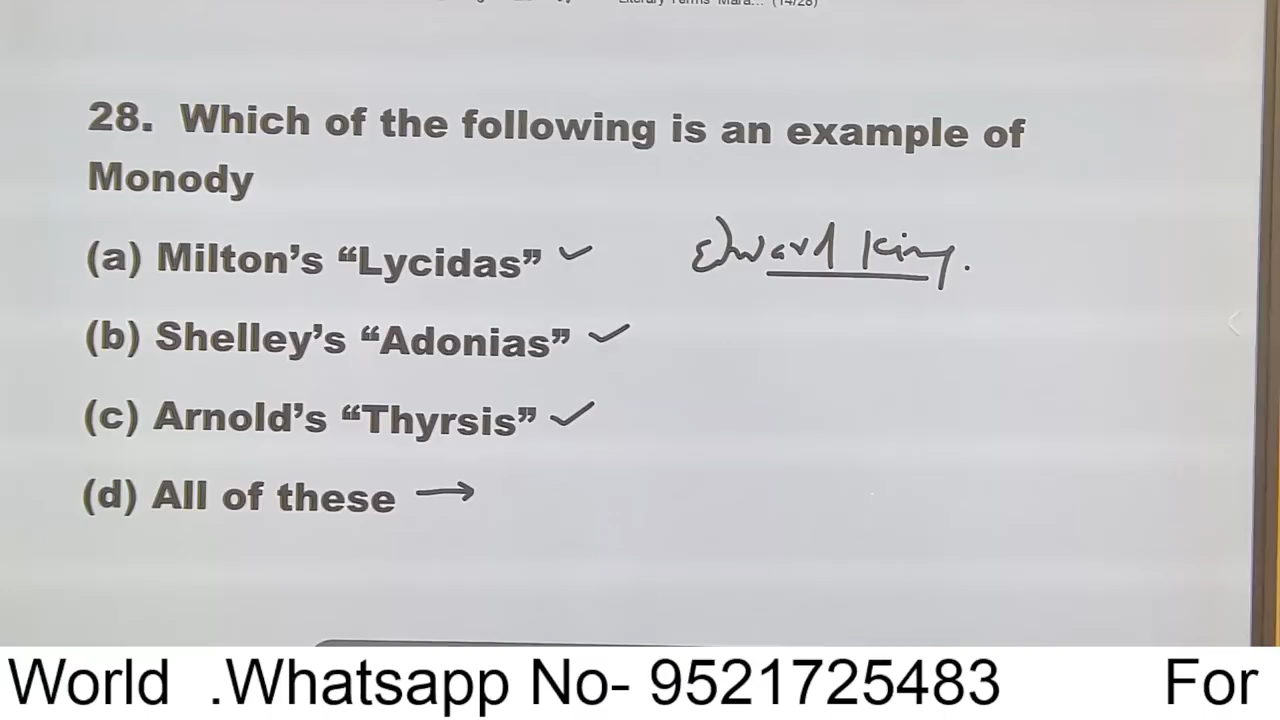 Literary Terms Mara... (14/28)
28. Which of the following is an example of
Monody
(a) Milton's “Lycidas” Edward King.
(b) Shelley's “Adonias”
(c) Arnold's “Thyrsis”
(d) All of these
World .Whatsapp No- 9521725483 For